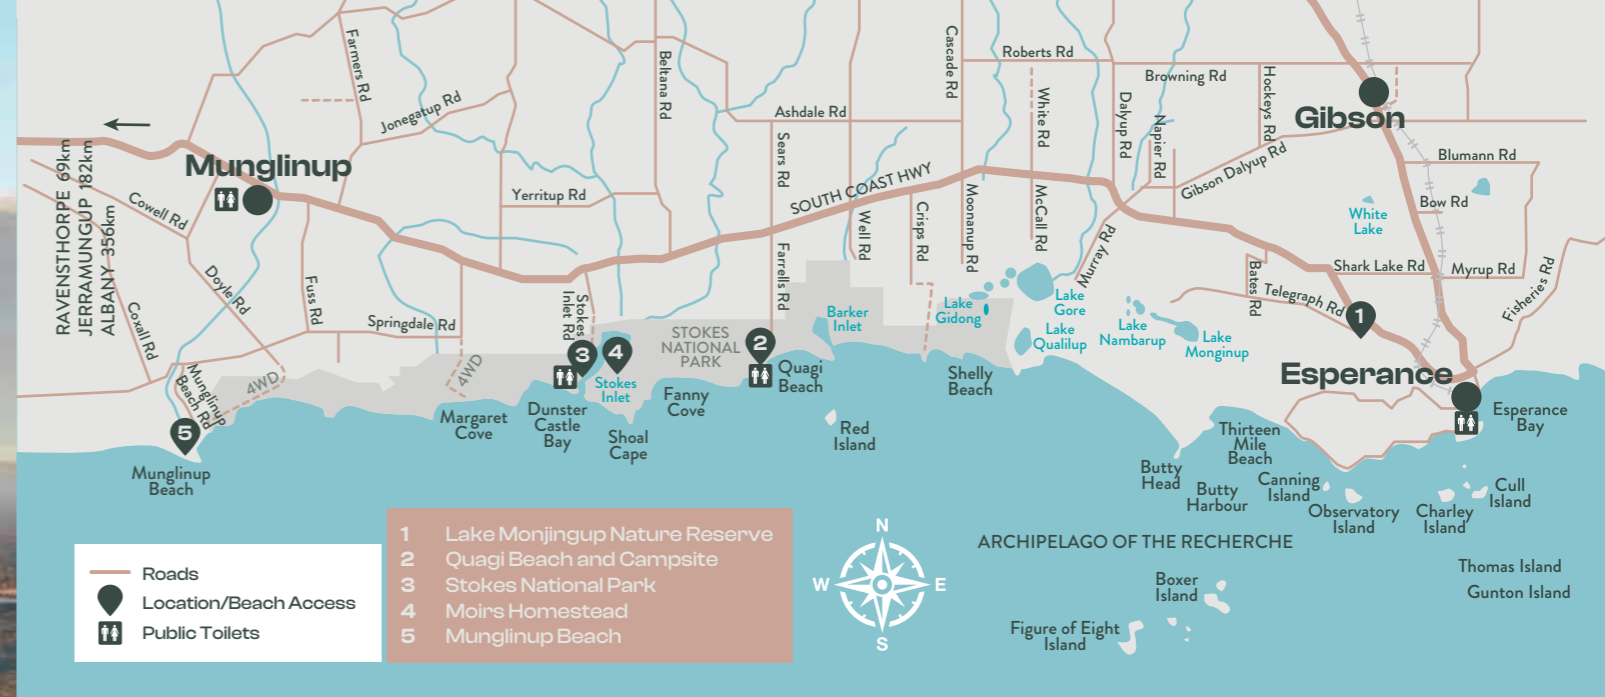 Farmers Rd
Jonegatup Rd
Beltana Rd
Ashdale Rd
Sears Rd
Cascade Rd
Roberts Rd
White Rd
Browning Rd
Dalyup Rd
Napier Rd
Hockeys Rd
Gibson
Gibson Dalyup Rd
Blumann Rd
Bow Rd
White
Lake
Munglinup
RAVENSTHORPE 69km
JERRAMUNGUP 182km
ALBANY 356km
Cowell Rd
Doyle Rd
Coxall Rd
Fuss Rd
Yerritup Rd
Springdale Rd
Stokes
Inlet Rd
SOUTH COAST HWY
Farrells Rd
Well Rd
Crisps Rd
Moonanup Rd
McCall Rd
Murray Rd
Bates Rd
Telegraph Rd
Shark Lake Rd
Myrup Rd
Fisheries Rd
Munglinup
Beach Rd
4WD
4WD
STOKES
NATIONAL
PARK
Barker
Inlet
Lake
Gidong
Lake
Gore
Lake
Qualilup
Lake
Nambarup
Lake
Monginup
1
2
3
4
5
Stokes
Inlet
Esperance
Esperance
Bay
Munglinup
Beach
Margaret
Cove
Dunster
Castle
Bay
Shoal
Cape
Fanny
Cove
Quagi
Beach
Red
Island
Shelly
Beach
Butty
Head
Butty
Harbour
Thirteen
Mile
Beach
Canning
Island
Observatory
Island
Charley
Island
Cull
Island
Thomas Island
Gunton Island
ARCHIPELAGO OF THE RECHERCHE
Boxer
Island
Figure of Eight
Island
N
W
E
S
Roads
Location/Beach Access
Public Toilets
1 Lake Monjingup Nature Reserve
2 Quagi Beach and Campsite
3 Stokes National Park
4 Moirs Homestead
5 Munglinup Beach